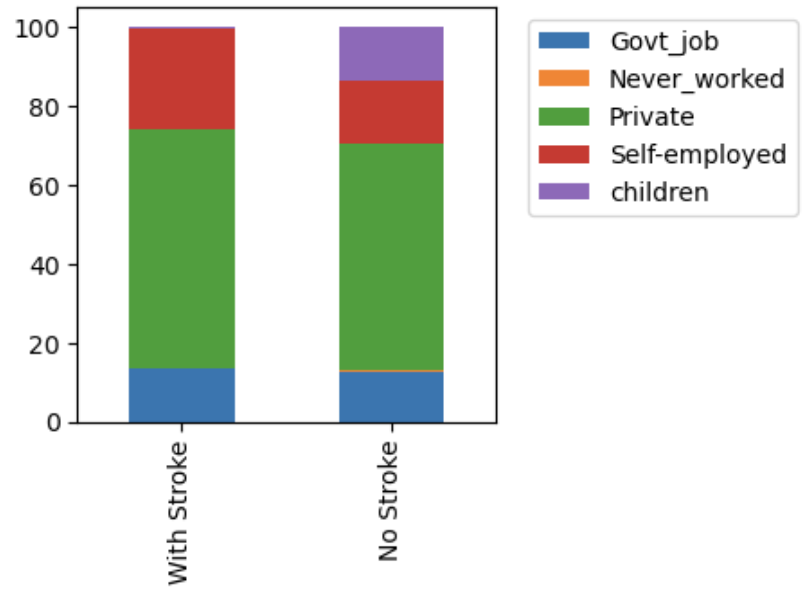 100
80
60
40
20
0
With Stroke
No Stroke
Govt_job
Never_worked
Private
Self-employed
children